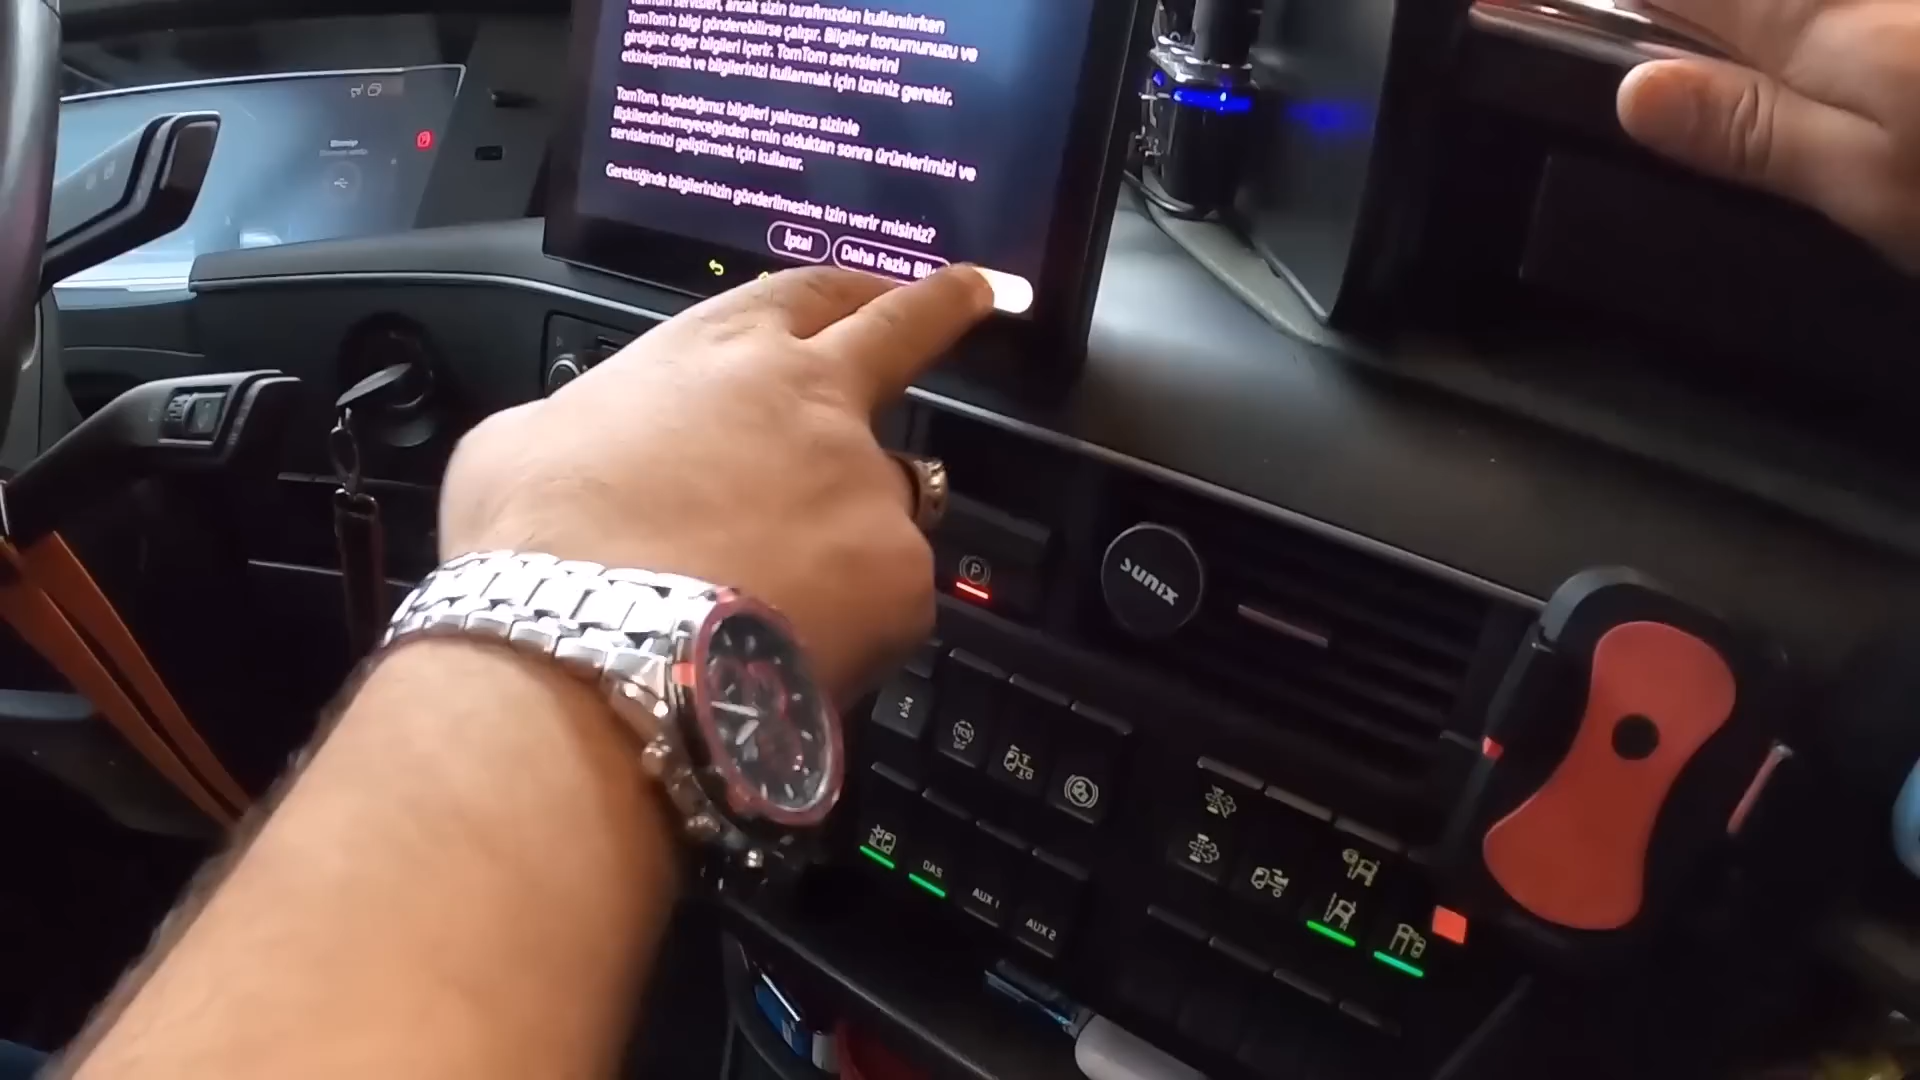 TomTom servisleri, ancak sizin tarafınızdan kullanılırken
TomTom'a bilgi gönderebilirse çalışır. Bilgiler konumunuzu ve
girdiğiniz diğer bilgileri içerir. TomTom servislerini
etkinleştirmek ve bilgilerinizi kullanmak için izniniz gerekir.
TomTom, topladığımız bilgileri yalnızca sizinle
ilişkilendirilemeyeceğinden emin olduktan sonra ürünlerimizi ve
servislerimizi geliştirmek için kullanır.
Gerektiğinde bilgilerinizin gönderilmesine izin verir misiniz?
İptal
Daha Fazla
P
sunix
TCS
DAS
AUX 1
AUX 2